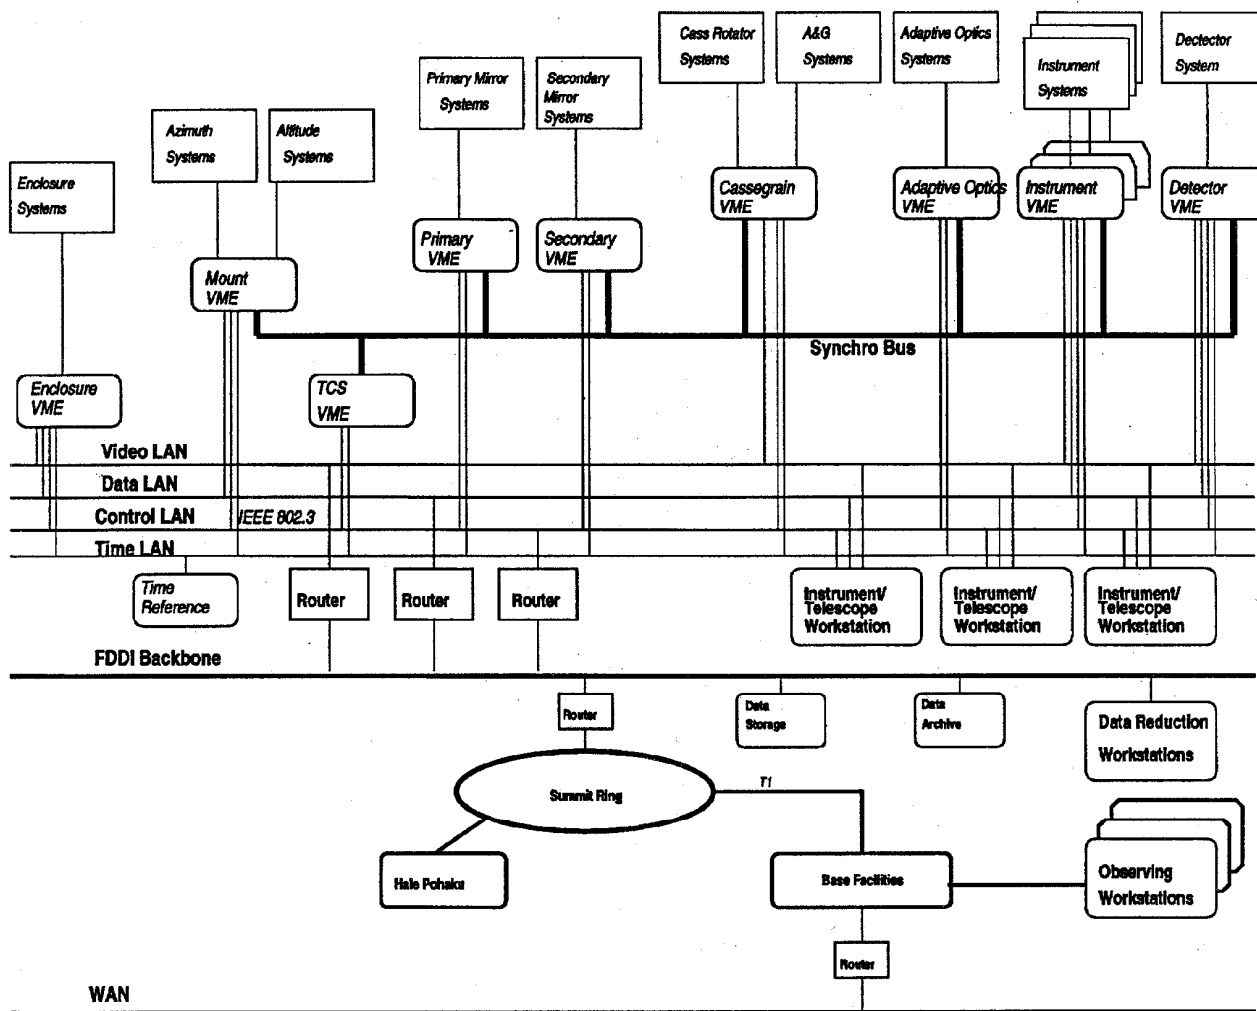 Cass Rotator
Systems
A&G
Systems
Adaptive Optics
Systems
Instrument
Systems
Dectector
System
Primary Mirror
Systems
Secondary
Mirror
Systems
Azimuth
Systems
Altitude
Systems
Enclosure
Systems
Cassegrain
VME
Adaptive Optics
VME
Instrument
VME
Detector
VME
Primary
VME
Secondary
VME
Mount
VME
Synchro Bus
Enclosure
VME
TCS
VME
Video LAN
Data LAN
Control LAN
IEEE 802.3
Time LAN
Time
Reference
Router
Router
Router
Instrument/
Telescope
Workstation
Instrument/
Telescope
Workstation
Instrument/
Telescope
Workstation
FDDI Backbone
Router
Data
Storage
Data
Archive
Data Reduction
Workstations
Summit Ring
T1
Hale Pohaku
Base Facilities
Observing
Workstations
Router
WAN